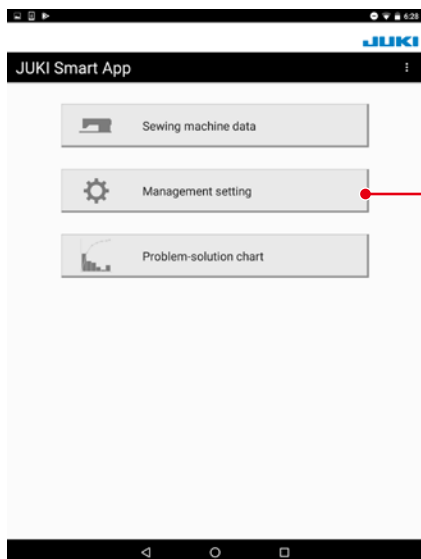 6:28
JUKI
JUKI Smart App
Sewing machine data
Management setting
Problem-solution chart